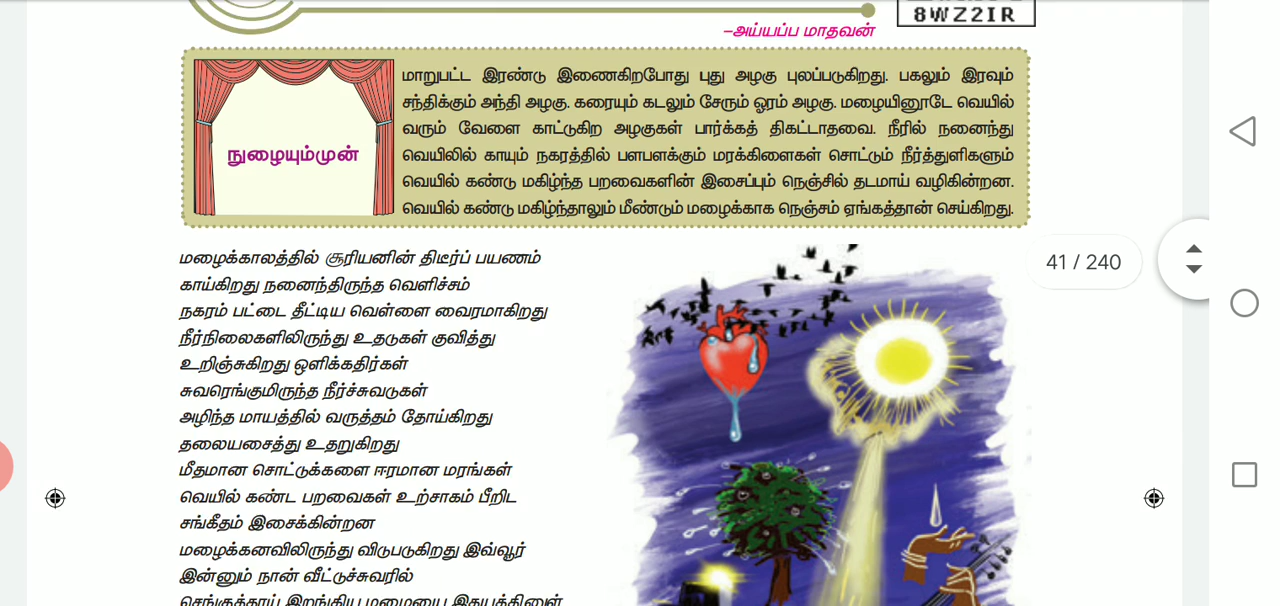 8WZ2IR
–அய்யப்ப மாதவன்
நுழையும்முன்
மாறுபட்ட இரண்டு இணைகிறபோது புது அழகு புலப்படுகிறது. பகலும் இரவும்
சந்திக்கும் அந்தி அழகு. கரையும் கடலும் சேரும் ஓரம் அழகு. மழையினூடே வெயில்
வரும் வேளை காட்டுகிற அழகுகள் பார்க்கத் திகட்டாதவை. நீரில் நனைந்து
வெயிலில் காயும் நகரத்தில் பளபளக்கும் மரக்கிளைகள் சொட்டும் நீர்த்துளிகளும்
வெயில் கண்டு மகிழ்ந்த பறவைகளின் இசைப்பும் நெஞ்சில் தடமாய் வழிகின்றன.
வெயில் கண்டு மகிழ்ந்தாலும் மீண்டும் மழைக்காக நெஞ்சம் ஏங்கத்தான் செய்கிறது.
மழைக்காலத்தில் சூரியனின் திடீர்ப் பயணம்
காய்கிறது நனைந்திருந்த வெளிச்சம்
நகரம் பட்டை தீட்டிய வெள்ளை வைரமாகிறது
நீர்நிலைகளிலிருந்து உதடுகள் குவித்து
உறிஞ்சுகிறது ஒளிக்கதிர்கள்
சுவரெங்குமிருந்த நீர்ச்சுவடுகள்
அழிந்த மாயத்தில் வருத்தம் தோய்கிறது
தலையசைத்து உதறுகிறது
மீதமான சொட்டுக்களை ஈரமான மரங்கள்
வெயில் கண்ட பறவைகள் உற்சாகம் பீறிட
சங்கீதம் இசைக்கின்றன
மழைக்கனவிலிருந்து விடுபடுகிறது இவ்வூர்
இன்னும் நான் வீட்டுச்சுவரில்
செங்குத்தாய் இறங்கிய மழையை இதயத்தினுள்
41 / 240